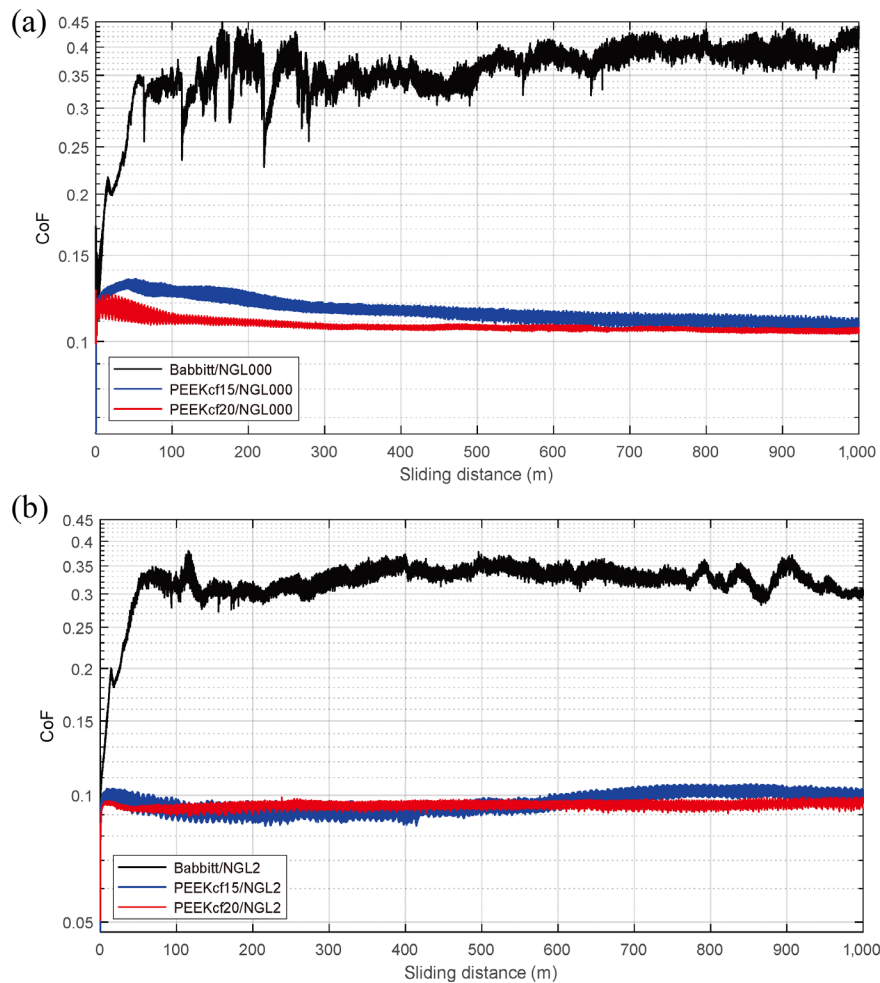 (a)
0.45
0.4
0.35
0.3
0.25
0.2
0.15
0.1
CoF
Babbitt/NGL000
PEEKcf15/NGL000
PEEKcf20/NGL000
0 100 200 300 400 500 600 700 800 900 1,000
Sliding distance (m)
(b)
0.45
0.4
0.35
0.3
0.25
0.2
0.15
0.1
0.05
CoF
Babbitt/NGL2
PEEKcf15/NGL2
PEEKcf20/NGL2
0 100 200 300 400 500 600 700 800 900 1,000
Sliding distance (m)